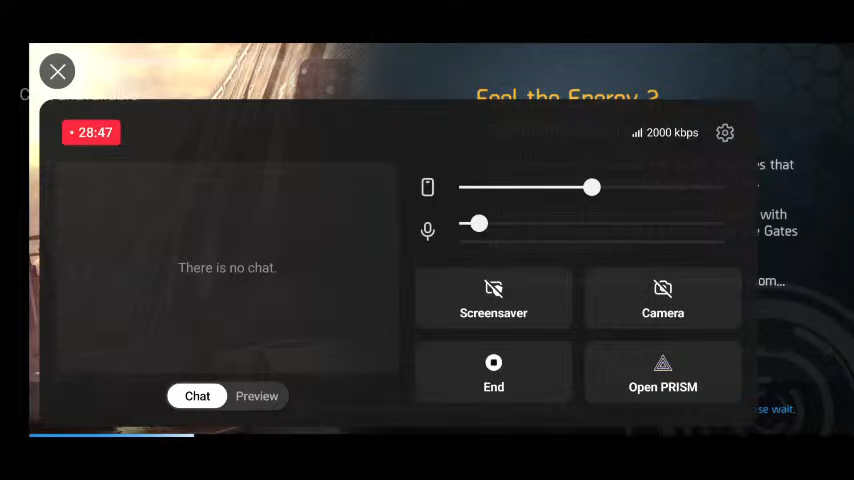 Feel the Energy 2
28:47
2000 kbps
es that
with
Gates
There is no chat.
om...
Screensaver
Camera
End
Open PRISM
Chat
Preview
se wait.